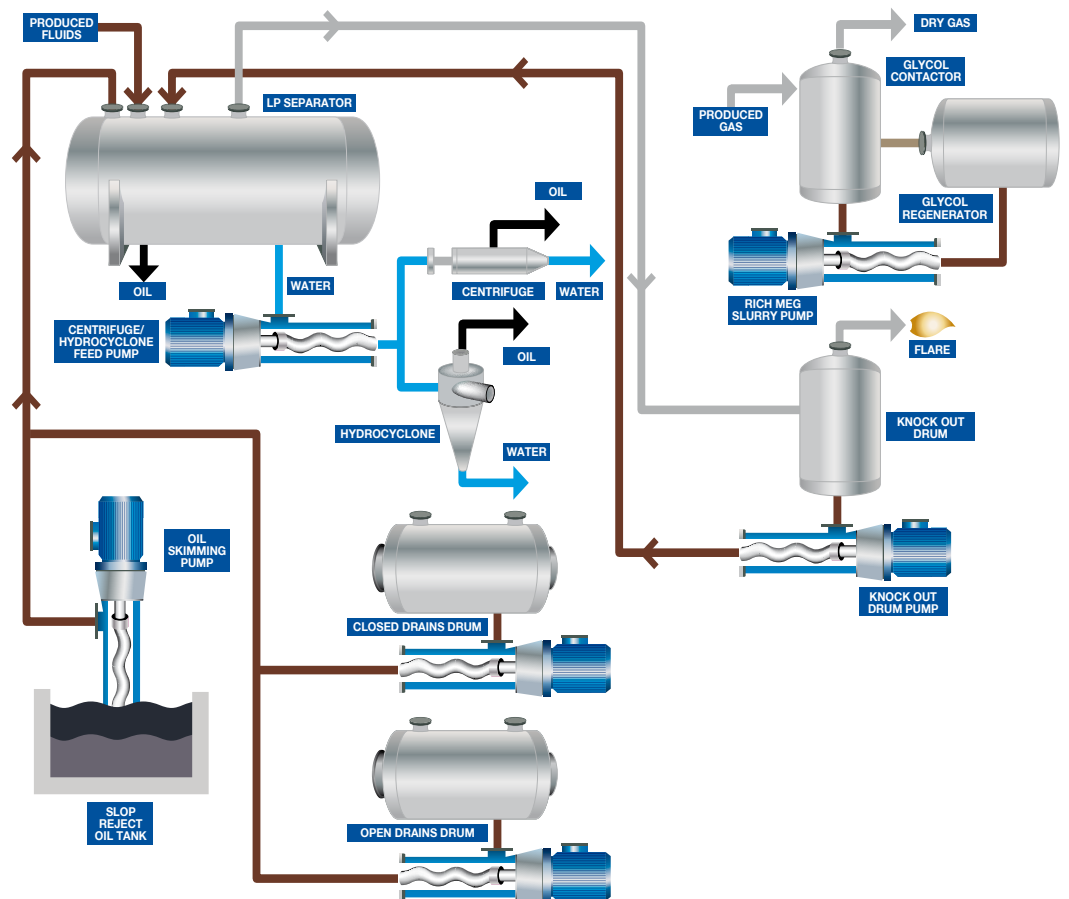 PRODUCED
FLUIDS
DRY GAS
GLYCOL
CONTACTOR
LP SEPARATOR
PRODUCED
GAS
OIL
GLYCOL
REGENERATOR
WATER
OIL
CENTRIFUGE
WATER
RICH MEG
SLURRY PUMP
CENTRIFUGE/
HYDROCYCLONE
FEED PUMP
OIL
FLARE
HYDROCYCLONE
KNOCK OUT
DRUM
WATER
OIL
SKIMMING
PUMP
KNOCK OUT
DRUM PUMP
CLOSED DRAINS DRUM
SLOP
REJECT
OIL TANK
OPEN DRAINS DRUM